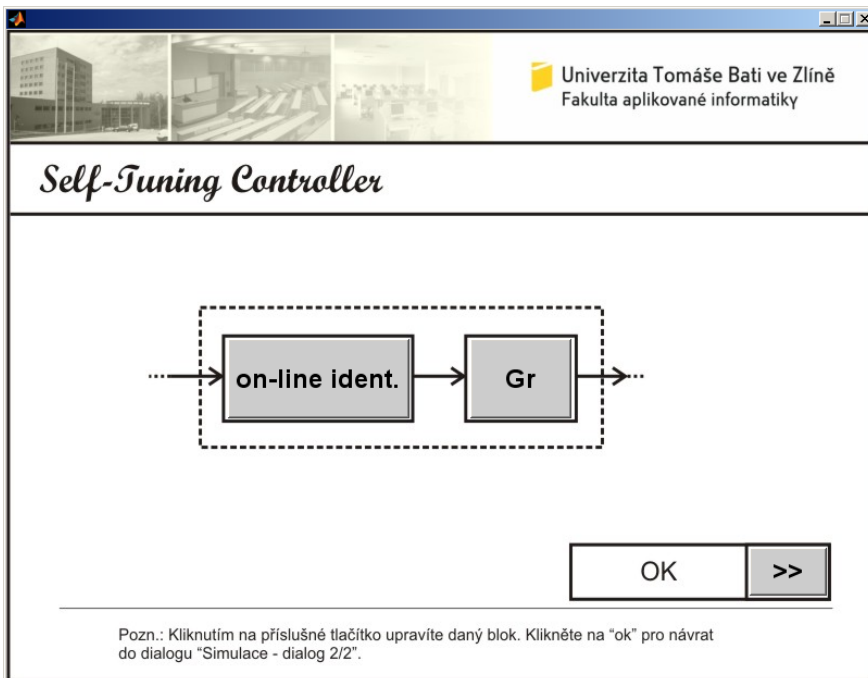 Univerzita Tomáše Bati ve Zlíně
Fakulta aplikované informatiky
Self-Tuning Controller
on-line ident.
Gr
OK
>>
Pozn.: Kliknutím na příslušné tlačítko upravíte daný blok. Klikněte na “ok” pro návrat
do dialogu “Simulace - dialog 2/2”.